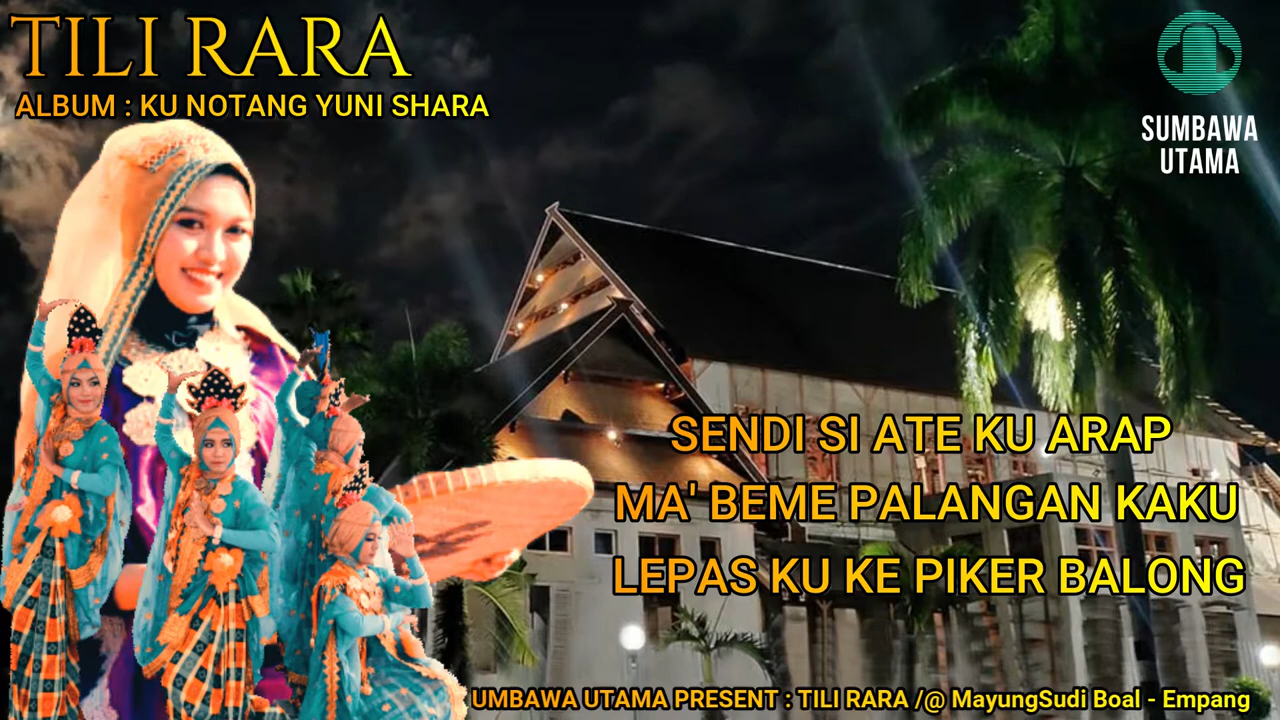 TILI RARA
ALBUM : KU NOTANG YUNI SHARA
SUMBAWA
UTAMA
SENDI SI ATE KU ARAP
MA' BEME PALANGAN KAKU
LEPAS KU KE PIKER BALONG
UMBAWA UTAMA PRESENT : TILI RARA /@ MayungSudi Boal - Empang